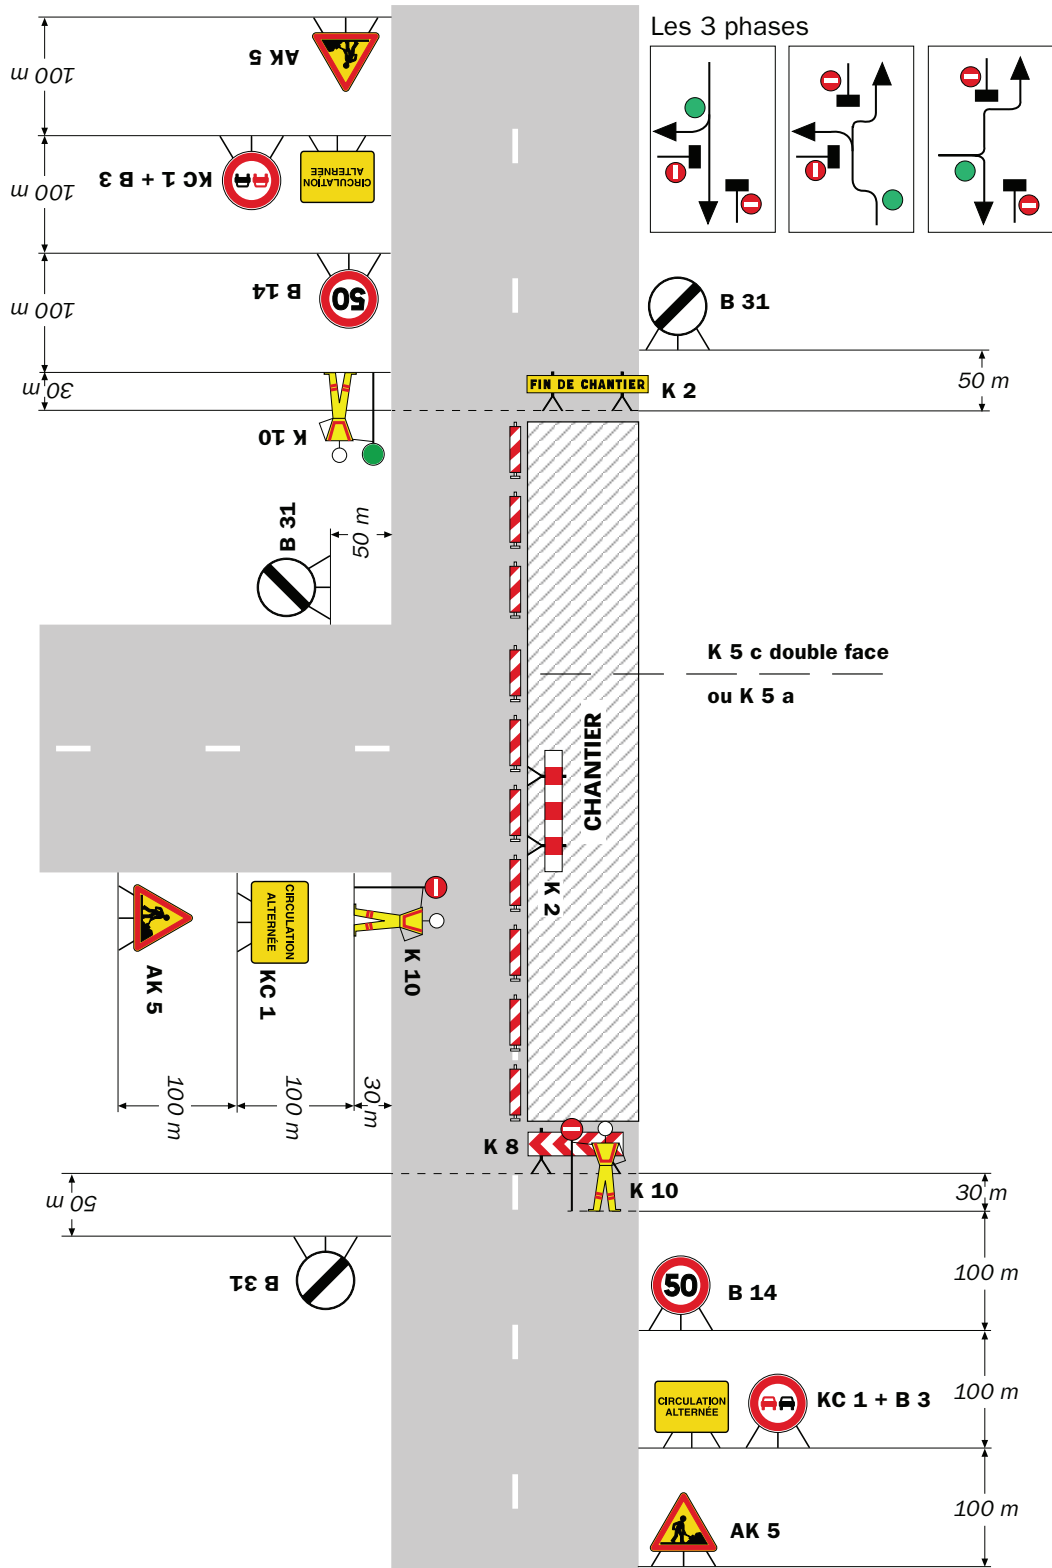 Les 3 phases
AK 5
100 m
KC 1 + B 3
CIRCULATION
ALTERNÉE
100 m
B 14
50
100 m
B 31
50 m
30 m
K 10
FIN DE CHANTIER
K 2
B 31
50 m
K 5 c double face
ou K 5 a
CHANTIER
K 2
AK 5
KC 1
CIRCULATION
ALTERNÉE
K 10
100 m
100 m
30 m
K 8
K 10
30 m
50 m
B 31
50
B 14
100 m
CIRCULATION
ALTERNÉE
KC 1 + B 3
100 m
AK 5
100 m